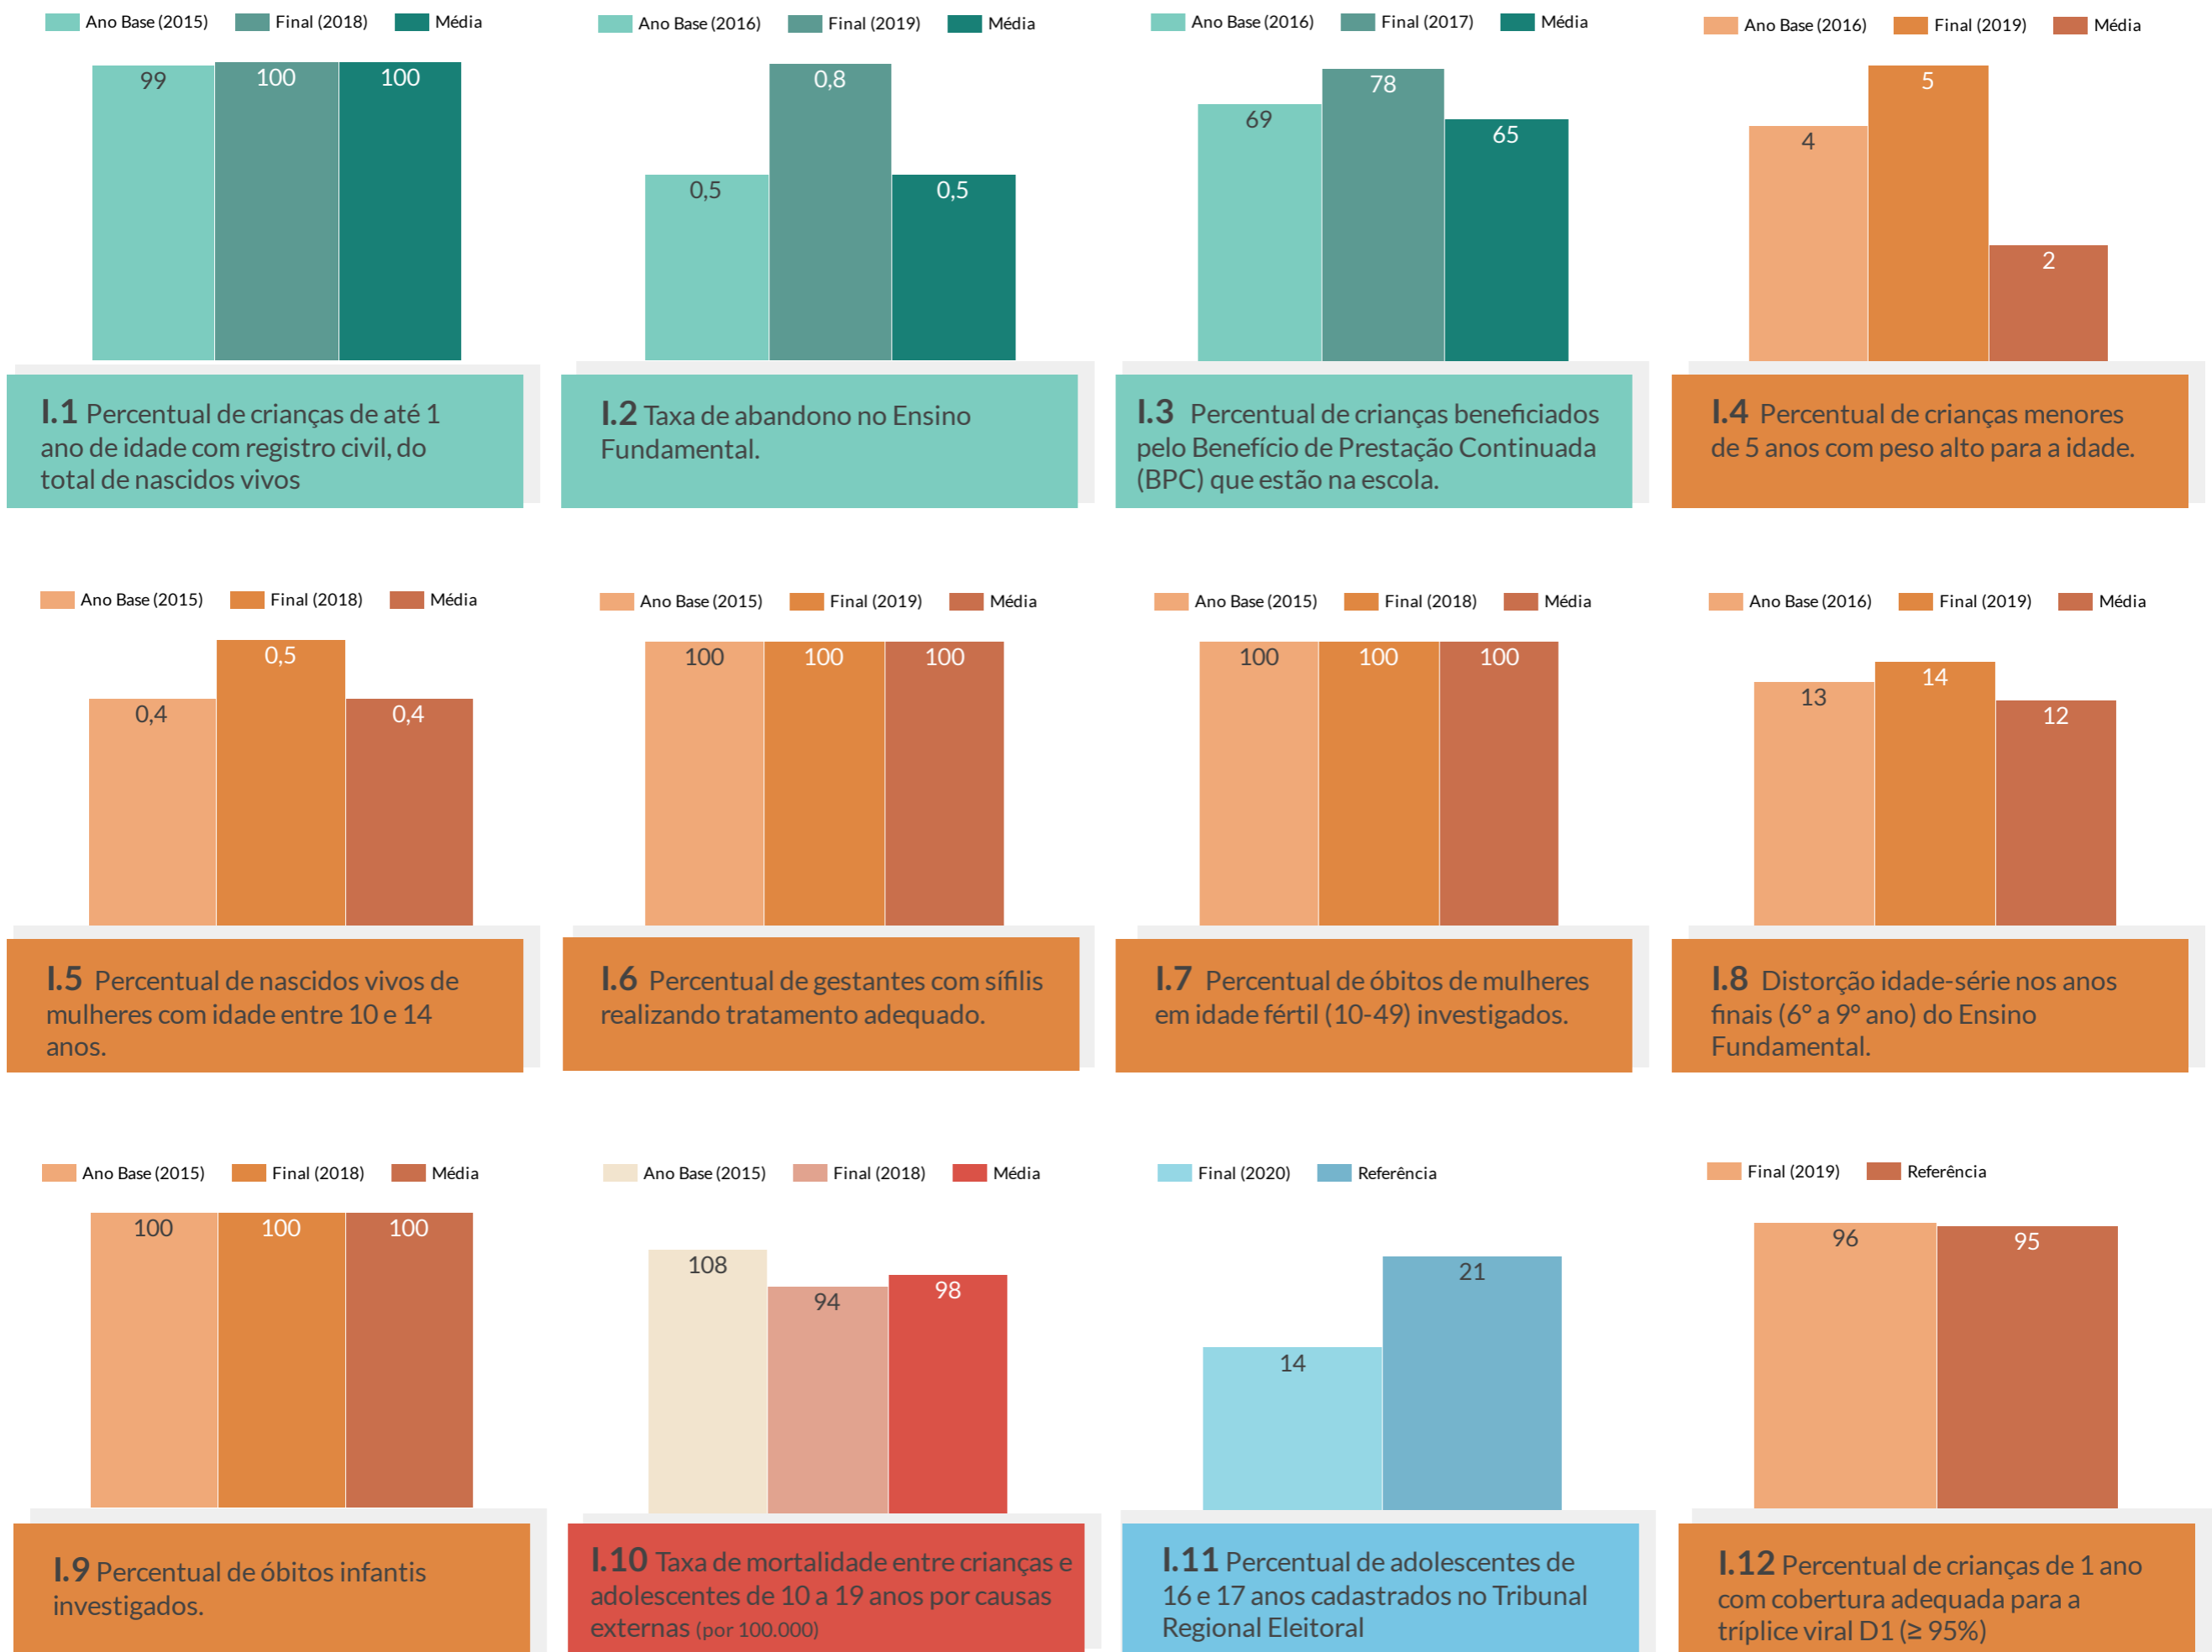 Ano Base (2015) Final (2018) Média
99 100 100
I.1 Percentual de crianças de até 1
ano de idade com registro civil, do
total de nascidos vivos
Ano Base (2016) Final (2019) Média
0,5 0,8 0,5
I.2 Taxa de abandono no Ensino
Fundamental.
Ano Base (2016) Final (2017) Média
69 78 65
I.3 Percentual de crianças beneficiados
pelo Benefício de Prestação Continuada
(BPC) que estão na escola.
Ano Base (2016) Final (2019) Média
4 5 2
I.4 Percentual de crianças menores
de 5 anos com peso alto para a idade.
Ano Base (2015) Final (2018) Média
0,4 0,5 0,4
I.5 Percentual de nascidos vivos de
mulheres com idade entre 10 e 14
anos.
Ano Base (2015) Final (2019) Média
100 100 100
I.6 Percentual de gestantes com sífilis
realizando tratamento adequado.
Ano Base (2015) Final (2018) Média
100 100 100
I.7 Percentual de óbitos de mulheres
em idade fértil (10-49) investigados.
Ano Base (2016) Final (2019) Média
13 14 12
I.8 Distorção idade-série nos anos
finais (6° a 9° ano) do Ensino
Fundamental.
Ano Base (2015) Final (2018) Média
100 100 100
I.9 Percentual de óbitos infantis
investigados.
Ano Base (2015) Final (2018) Média
108 94 98
I.10 Taxa de mortalidade entre crianças e
adolescentes de 10 a 19 anos por causas
externas (por 100.000)
Final (2020) Referência
14 21
I.11 Percentual de adolescentes de
16 e 17 anos cadastrados no Tribunal
Regional Eleitoral
Final (2019) Referência
96 95
I.12 Percentual de crianças de 1 ano
com cobertura adequada para a
tríplice viral D1 (≥ 95%)